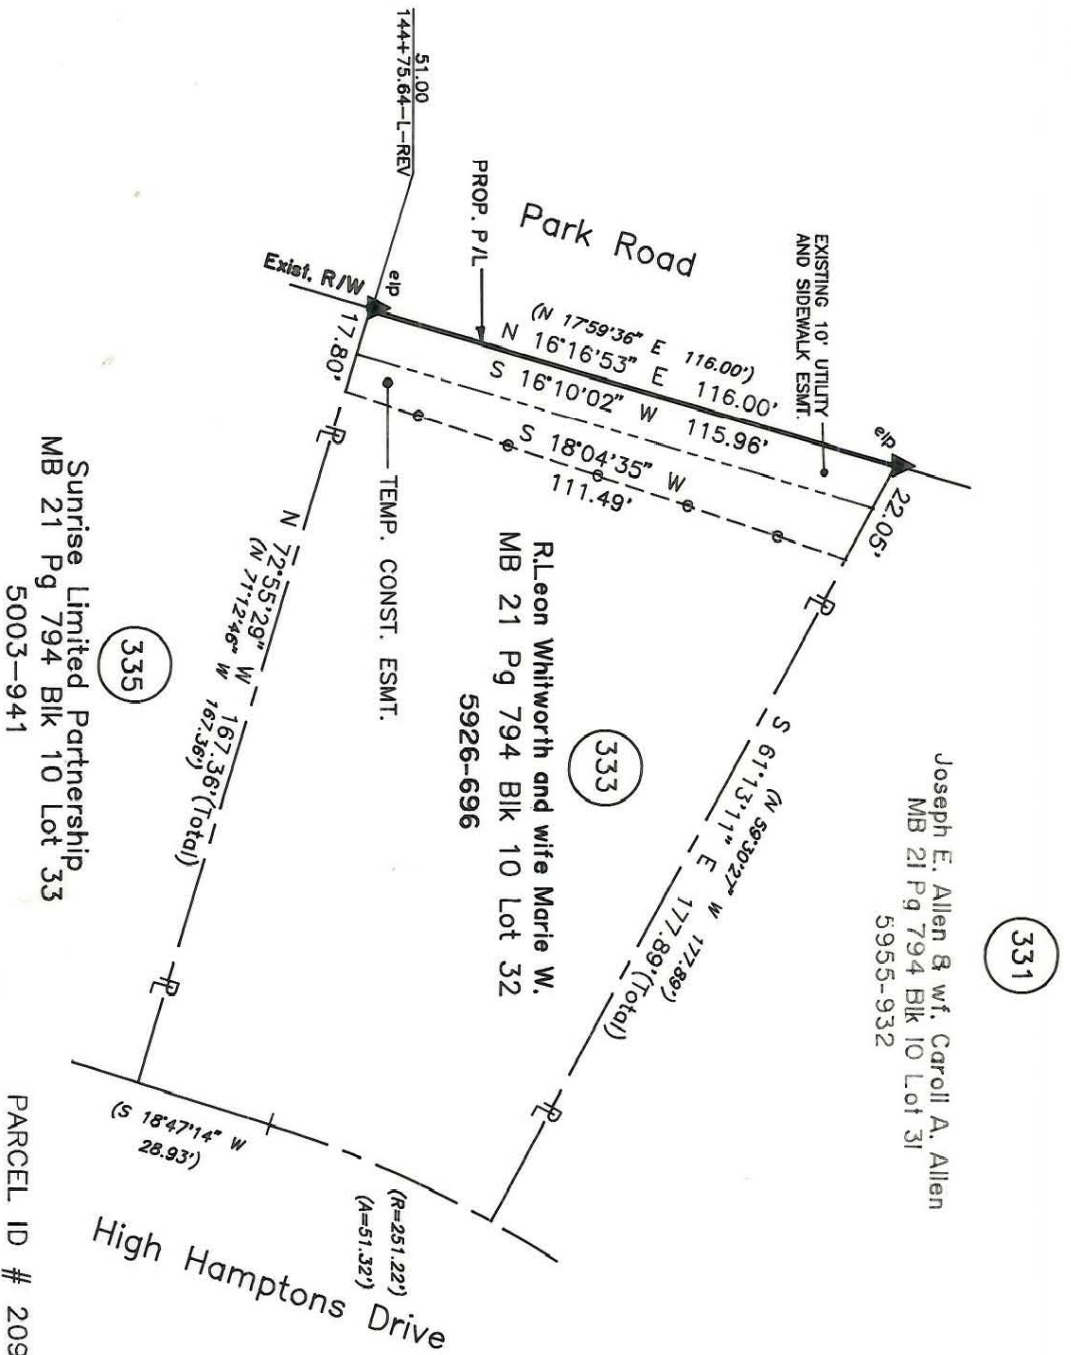 331
Joseph E. Allen & wf. Caroll A. Allen
MB 21 Pg 794 Blk 10 Lot 31
5955-932
EXISTING 10' UTILITY
AND SIDEWALK ESMT.
Park Road
PROP. P/L
51.00
144+75.64-L-REV
Exist. R/W
eip
eip
(N 17°59'36" E 116.00')
N 16°16'53" E 116.00'
S 16°10'02" W 115.96'
S 18°04'35" W
111.49'
22.05'
17.80'
PL
PL
(N 59°30'27" W 177.89')
S 61°13'11" E 177.89'(Total)
333
R.Leon Whitworth and wife Marie W.
MB 21 Pg 794 Blk 10 Lot 32
5926-696
TEMP. CONST. ESMT.
PL
PL
N 72°55'29" W 167.36'(Total)
(N 71°12'46" W 167.36')
335
Sunrise Limited Partnership
MB 21 Pg 794 Blk 10 Lot 33
5003-941
(S 18°47'14" W
28.93')
(R=251.22')
(A=51.32')
High Hamptons Drive
PARCEL ID # 209